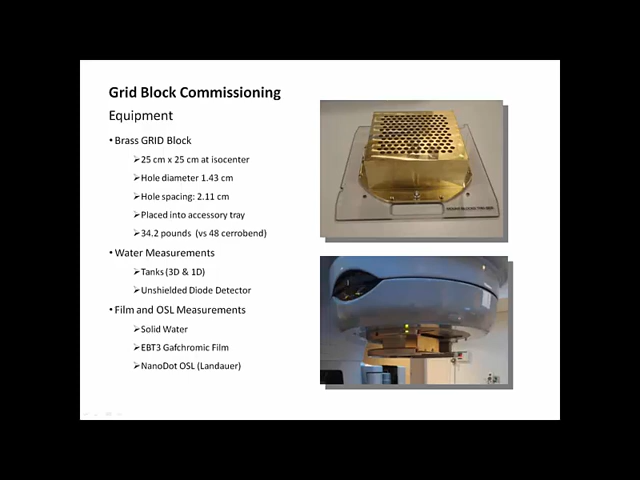 Grid Block Commissioning
Equipment
•Brass GRID Block
➢25 cm x 25 cm at isocenter
➢Hole diameter 1.43 cm
➢Hole spacing: 2.11 cm
➢Placed into accessory tray
➢34.2 pounds (vs 48 cerrobend)
•Water Measurements
➢Tanks (3D & 1D)
➢Unshielded Diode Detector
•Film and OSL Measurements
➢Solid Water
➢EBT3 Gafchromic Film
➢NanoDot OSL (Landauer)